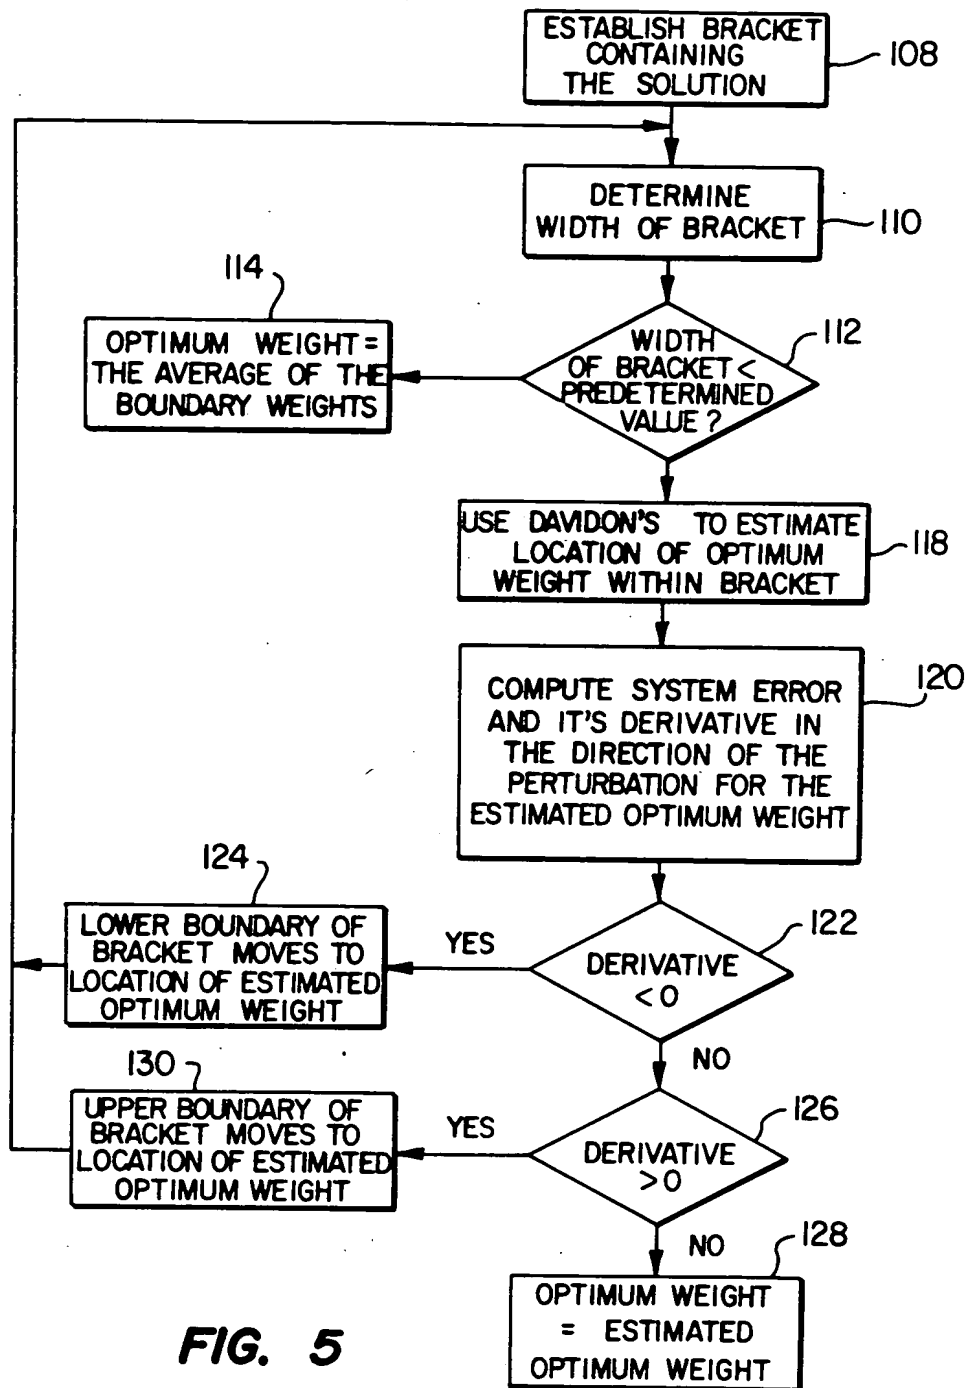 ESTABLISH BRACKET
CONTAINING
THE SOLUTION
108
DETERMINE
WIDTH OF BRACKET
110
WIDTH
OF BRACKET <
PREDETERMINED
VALUE?
112
114
OPTIMUM WEIGHT =
THE AVERAGE OF THE
BOUNDARY WEIGHTS
USE DAVIDON'S TO ESTIMATE
LOCATION OF OPTIMUM
WEIGHT WITHIN BRACKET
118
COMPUTE SYSTEM ERROR
AND IT'S DERIVATIVE IN
THE DIRECTION OF THE
PERTURBATION FOR THE
ESTIMATED OPTIMUM WEIGHT
120
DERIVATIVE
< 0
122
YES
124
LOWER BOUNDARY OF
BRACKET MOVES TO
LOCATION OF ESTIMATED
OPTIMUM WEIGHT
NO
DERIVATIVE
> 0
126
YES
130
UPPER BOUNDARY OF
BRACKET MOVES TO
LOCATION OF ESTIMATED
OPTIMUM WEIGHT
NO
128
OPTIMUM WEIGHT
= ESTIMATED
OPTIMUM WEIGHT
FIG. 5